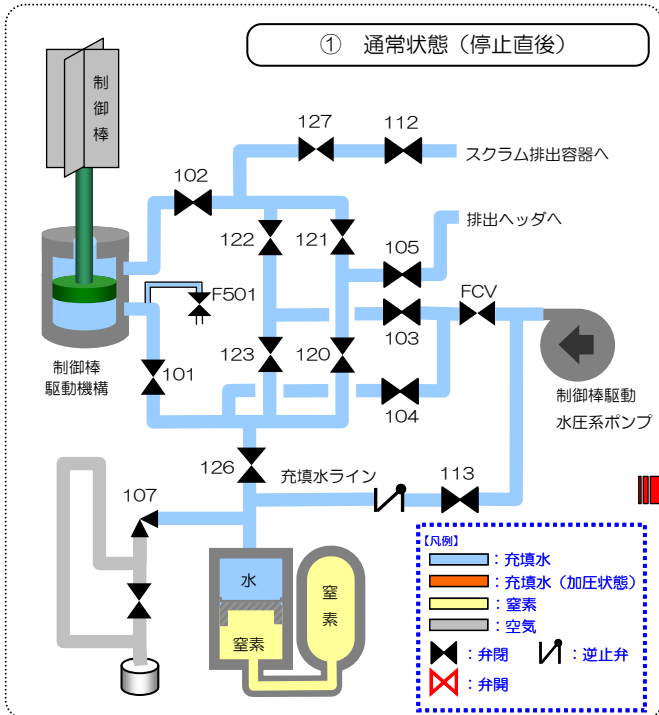 ① 通常状態（停止直後）
制
御
棒
127
112
スクラム排出容器へ
102
排出ヘッダへ
122
121
105
F501
FCV
103
123
120
101
制御棒
駆動機構
104
制御棒駆動
水圧系ポンプ
126
充填水ライン
113
107
水
窒
素
窒素
【凡例】
：充填水
：充填水（加圧状態）
：窒素
：空気
：弁閉
：逆止弁
：弁開